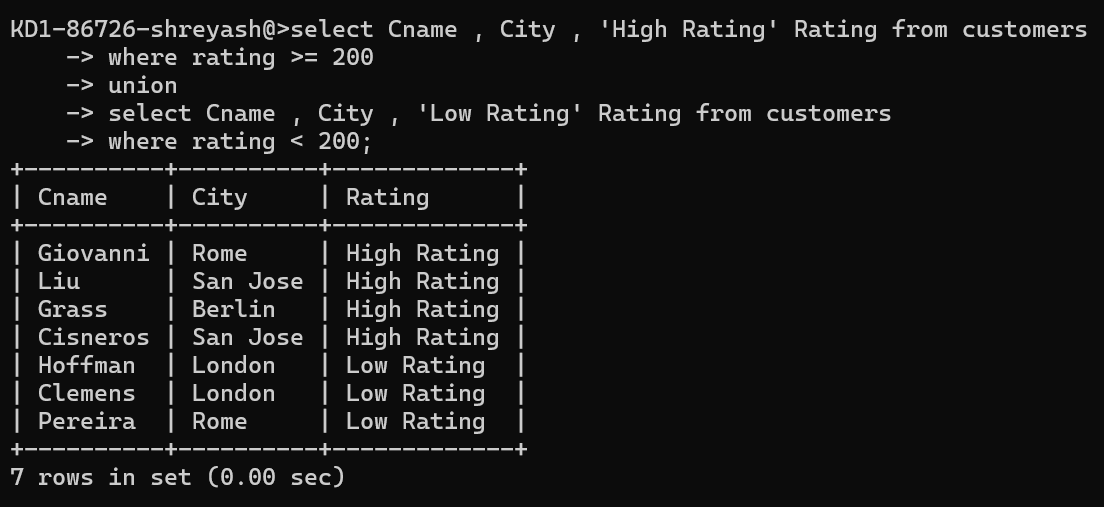 KD1-86726-shreyash@>select Cname , City , 'High Rating' Rating from customers
    -> where rating >= 200
    -> union
    -> select Cname , City , 'Low Rating' Rating from customers
    -> where rating < 200;
+----------+----------+-------------+
| Cname    | City     | Rating      |
+----------+----------+-------------+
| Giovanni | Rome     | High Rating |
| Liu      | San Jose | High Rating |
| Grass    | Berlin   | High Rating |
| Cisneros | San Jose | High Rating |
| Hoffman  | London   | Low Rating  |
| Clemens  | London   | Low Rating  |
| Pereira  | Rome     | Low Rating  |
+----------+----------+-------------+
7 rows in set (0.00 sec)